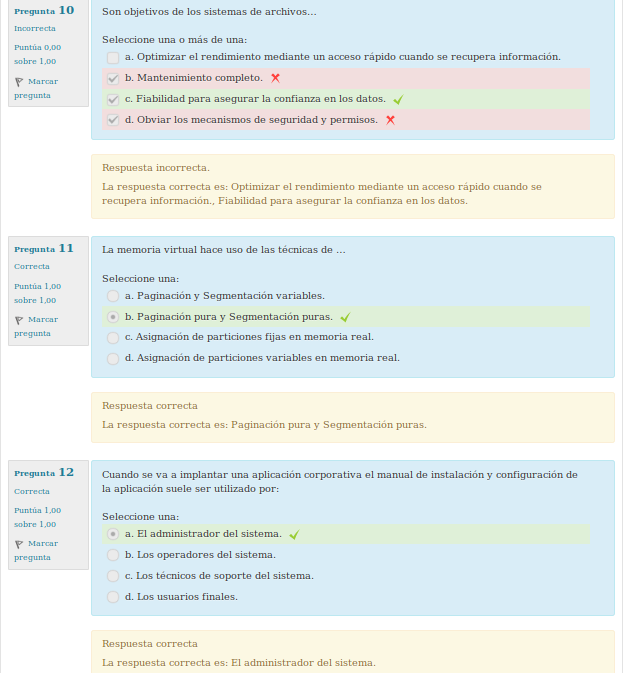 Pregunta 10
Incorrecta
Puntúa 0,00
sobre 1,00
Marcar
pregunta
Son objetivos de los sistemas de archivos...
Seleccione una o más de una:
a. Optimizar el rendimiento mediante un acceso rápido cuando se recupera información.
b. Mantenimiento completo.
c. Fiabilidad para asegurar la confianza en los datos.
d. Obviar los mecanismos de seguridad y permisos.
Respuesta incorrecta.
La respuesta correcta es: Optimizar el rendimiento mediante un acceso rápido cuando se
recupera información., Fiabilidad para asegurar la confianza en los datos.
Pregunta 11
Correcta
Puntúa 1,00
sobre 1,00
Marcar
pregunta
La memoria virtual hace uso de las técnicas de ...
Seleccione una:
a. Paginación y Segmentación variables.
b. Paginación pura y Segmentación puras.
c. Asignación de particiones fijas en memoria real.
d. Asignación de particiones variables en memoria real.
Respuesta correcta
La respuesta correcta es: Paginación pura y Segmentación puras.
Pregunta 12
Correcta
Puntúa 1,00
sobre 1,00
Marcar
pregunta
Cuando se va a implantar una aplicación corporativa el manual de instalación y configuración de
la aplicación suele ser utilizado por:
Seleccione una:
a. El administrador del sistema.
b. Los operadores del sistema.
c. Los técnicos de soporte del sistema.
d. Los usuarios finales.
Respuesta correcta
La respuesta correcta es: El administrador del sistema.